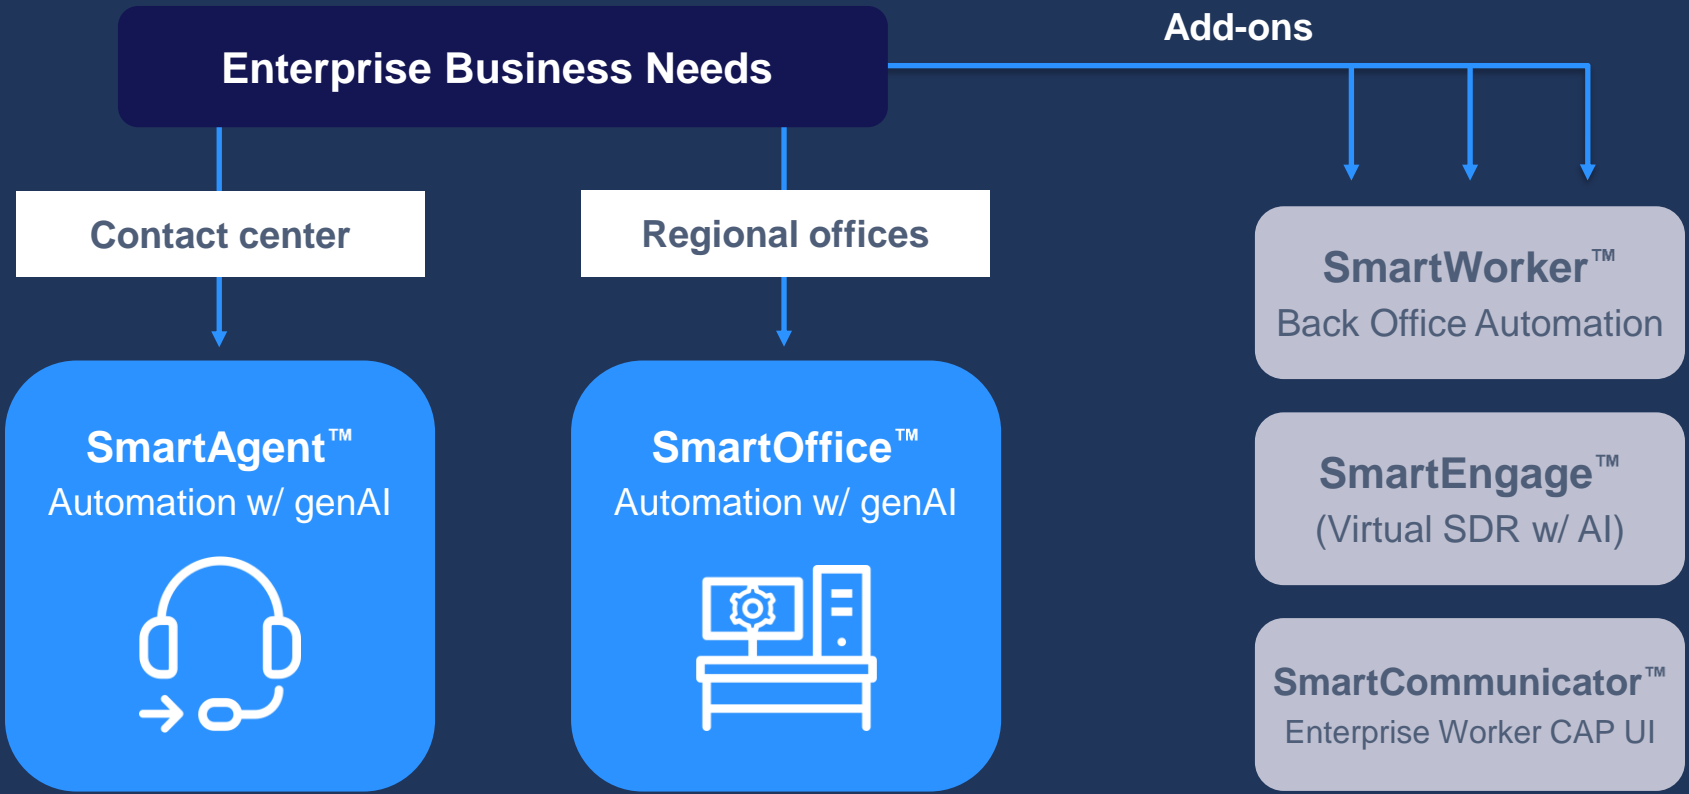 Enterprise Business Needs
Add-ons
Contact center
Regional offices
SmartAgent™
Automation w/ genAI
SmartOffice™
Automation w/ genAI
SmartWorker™
Back Office Automation
SmartEngage™
(Virtual SDR w/ AI)
SmartCommunicator™
Enterprise Worker CAP UI